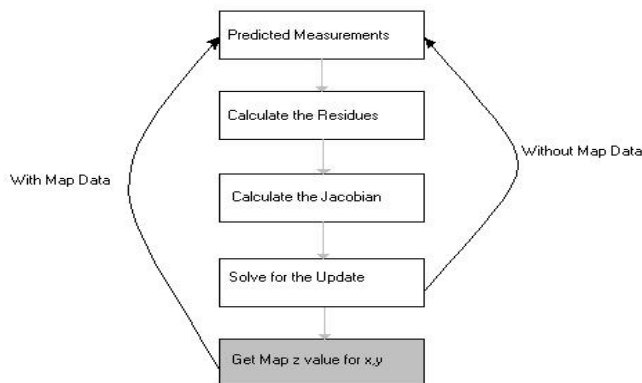 Predicted Measurements
Calculate the Residues
Without Map Data
With Map Data
Calculate the Jacobian
Solve for the Update
Get Map z value for x,y